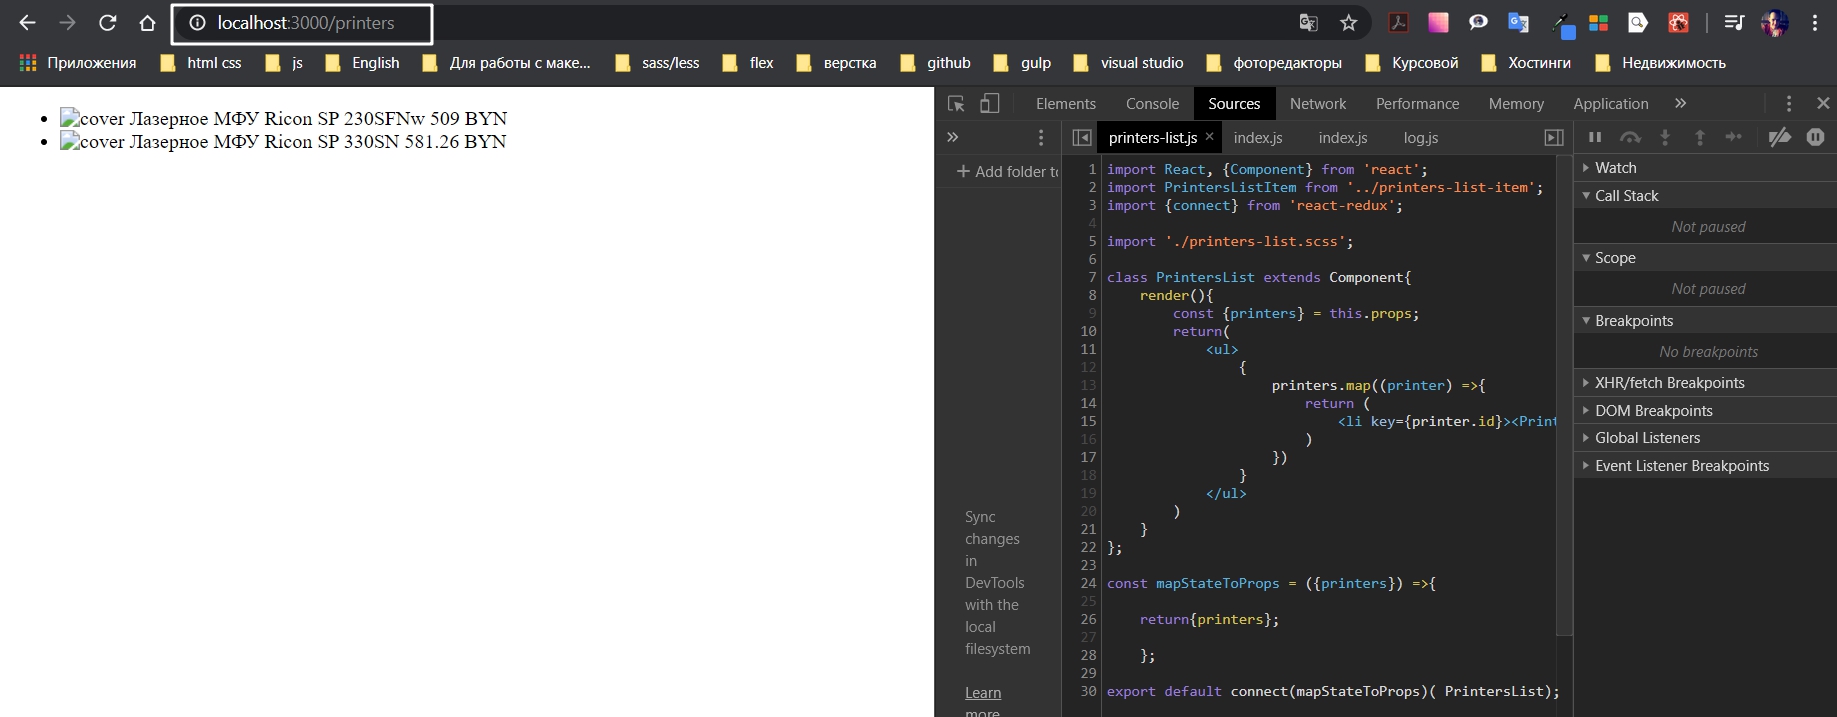 localhost:3000/printers
Приложения html css js English Для работы с маке... sass/less flex верстка github gulp visual studio фоторедакторы Курсовой Хостинги Недвижимость
cover Лазерное МФУ Ricon SP 230SFNw 509 BYN
cover Лазерное МФУ Ricon SP 330SN 581.26 BYN
Elements Console Sources Network Performance Memory Application
printers-list.js index.js index.js log.js
+ Add folder to
Sync
changes
in
DevTools
with the
local
filesystem
Learn
more
1 import React, {Component} from 'react';
2 import PrintersListItem from '../printers-list-item';
3 import {connect} from 'react-redux';
4
5 import './printers-list.scss';
6
7 class PrintersList extends Component{
8 render(){
9 const {printers} = this.props;
10 return(
11 <ul>
12 {
13 printers.map((printer) =>{
14 return (
15 <li key={printer.id}><Print
16 )
17 })
18 }
19 </ul>
20 )
21 }
22 };
23
24 const mapStateToProps = ({printers}) =>{
25
26 return{printers};
27
28 };
29
30 export default connect(mapStateToProps)( PrintersList);
Watch
Call Stack
Not paused
Scope
Not paused
Breakpoints
No breakpoints
XHR/fetch Breakpoints
DOM Breakpoints
Global Listeners
Event Listener Breakpoints